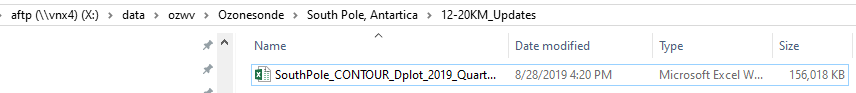 aftp (\\vnx4) (X:) > data > ozwv > Ozonesonde > South Pole, Antartica > 12-20KM_Updates
Name Date modified Type Size
SouthPole_CONTOUR_Dplot_2019_Quart... 8/28/2019 4:20 PM Microsoft Excel W... 156,018 KB